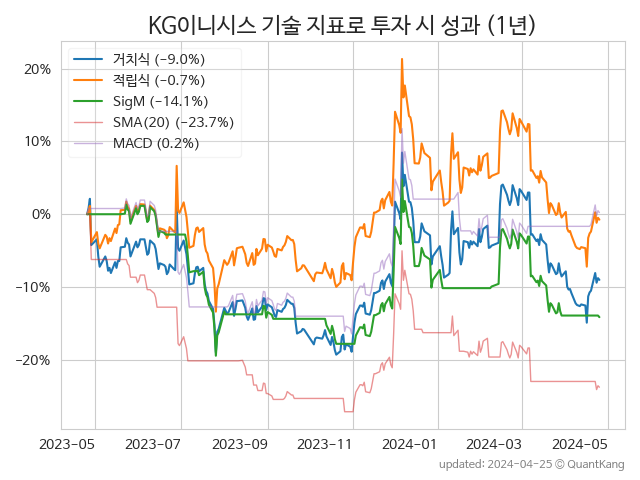 KG이니시스 기술 지표로 투자 시 성과 (1년)
거치식 (−9.0%)
적립식 (−0.7%)
SigM (−14.1%)
SMA(20) (−23.7%)
MACD (0.2%)
20%
10%
0%
−10%
−20%
2023-05 2023-07 2023-09 2023-11 2024-01 2024-03 2024-05
updated: 2024-04-25 © QuantKang